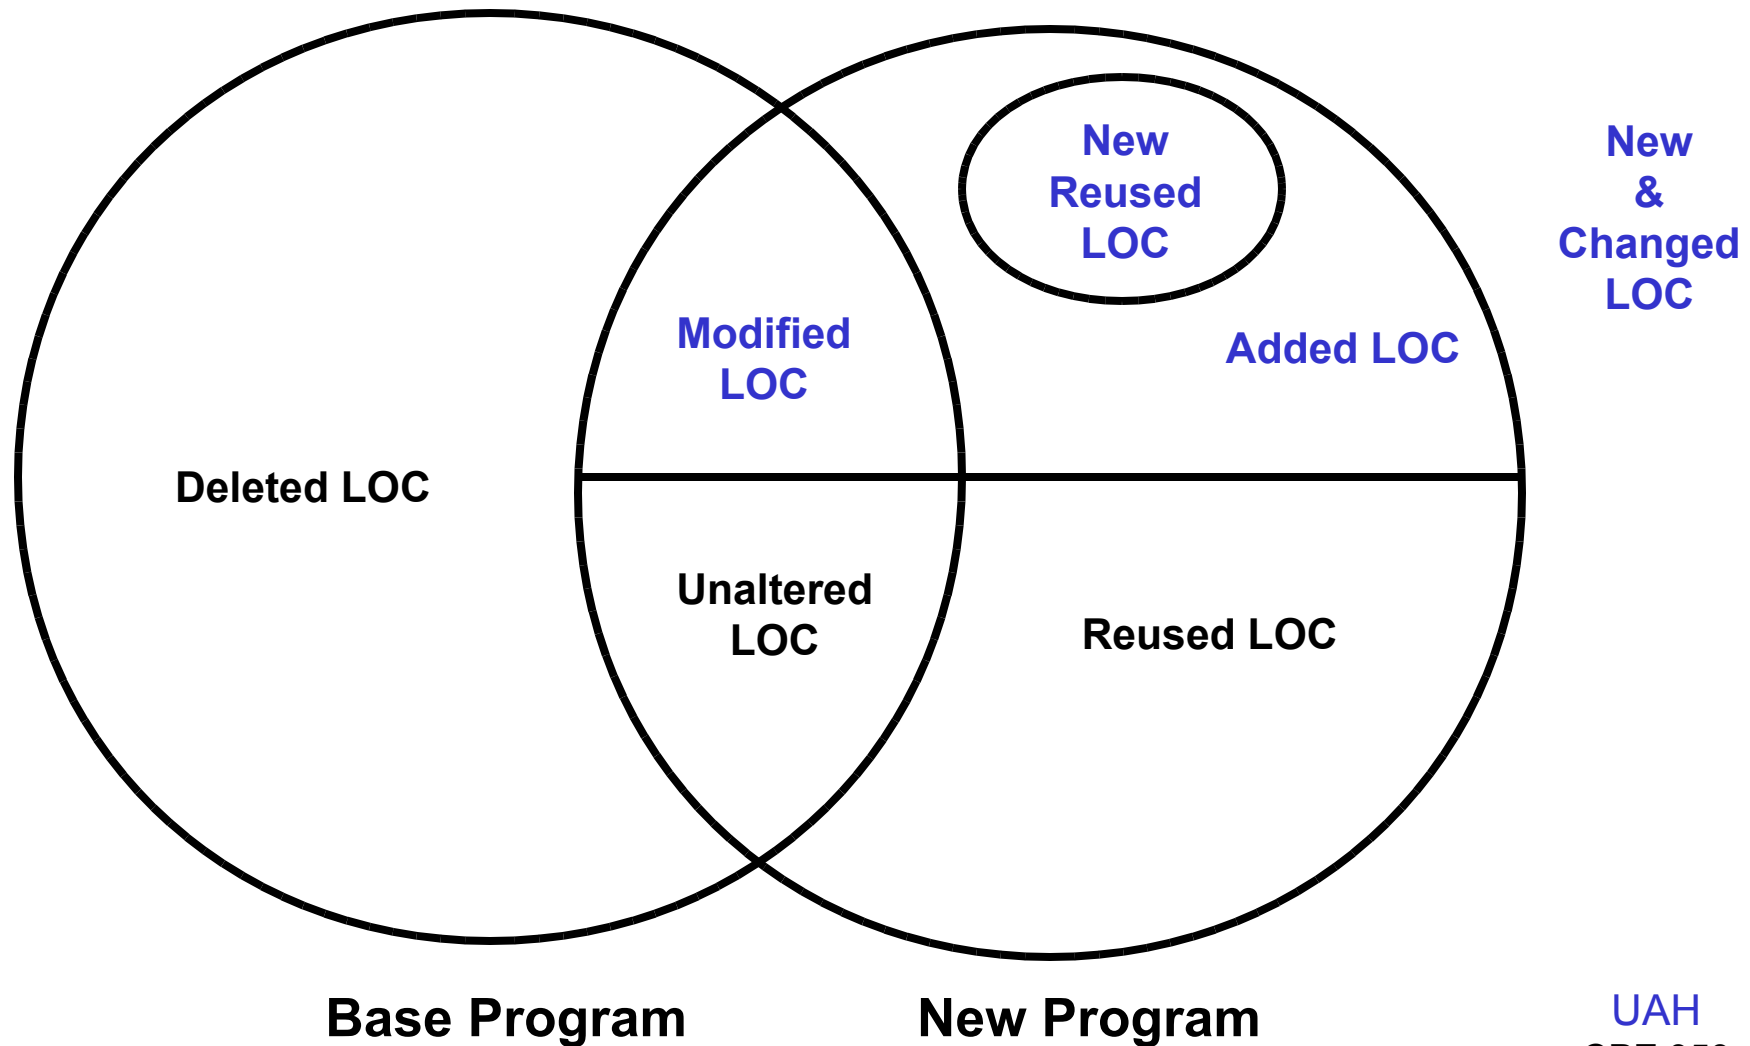 New
Reused
LOC
New
&
Changed
LOC
Modified
LOC
Added LOC
Deleted LOC
Unaltered
LOC
Reused LOC
Base Program
New Program
UAH